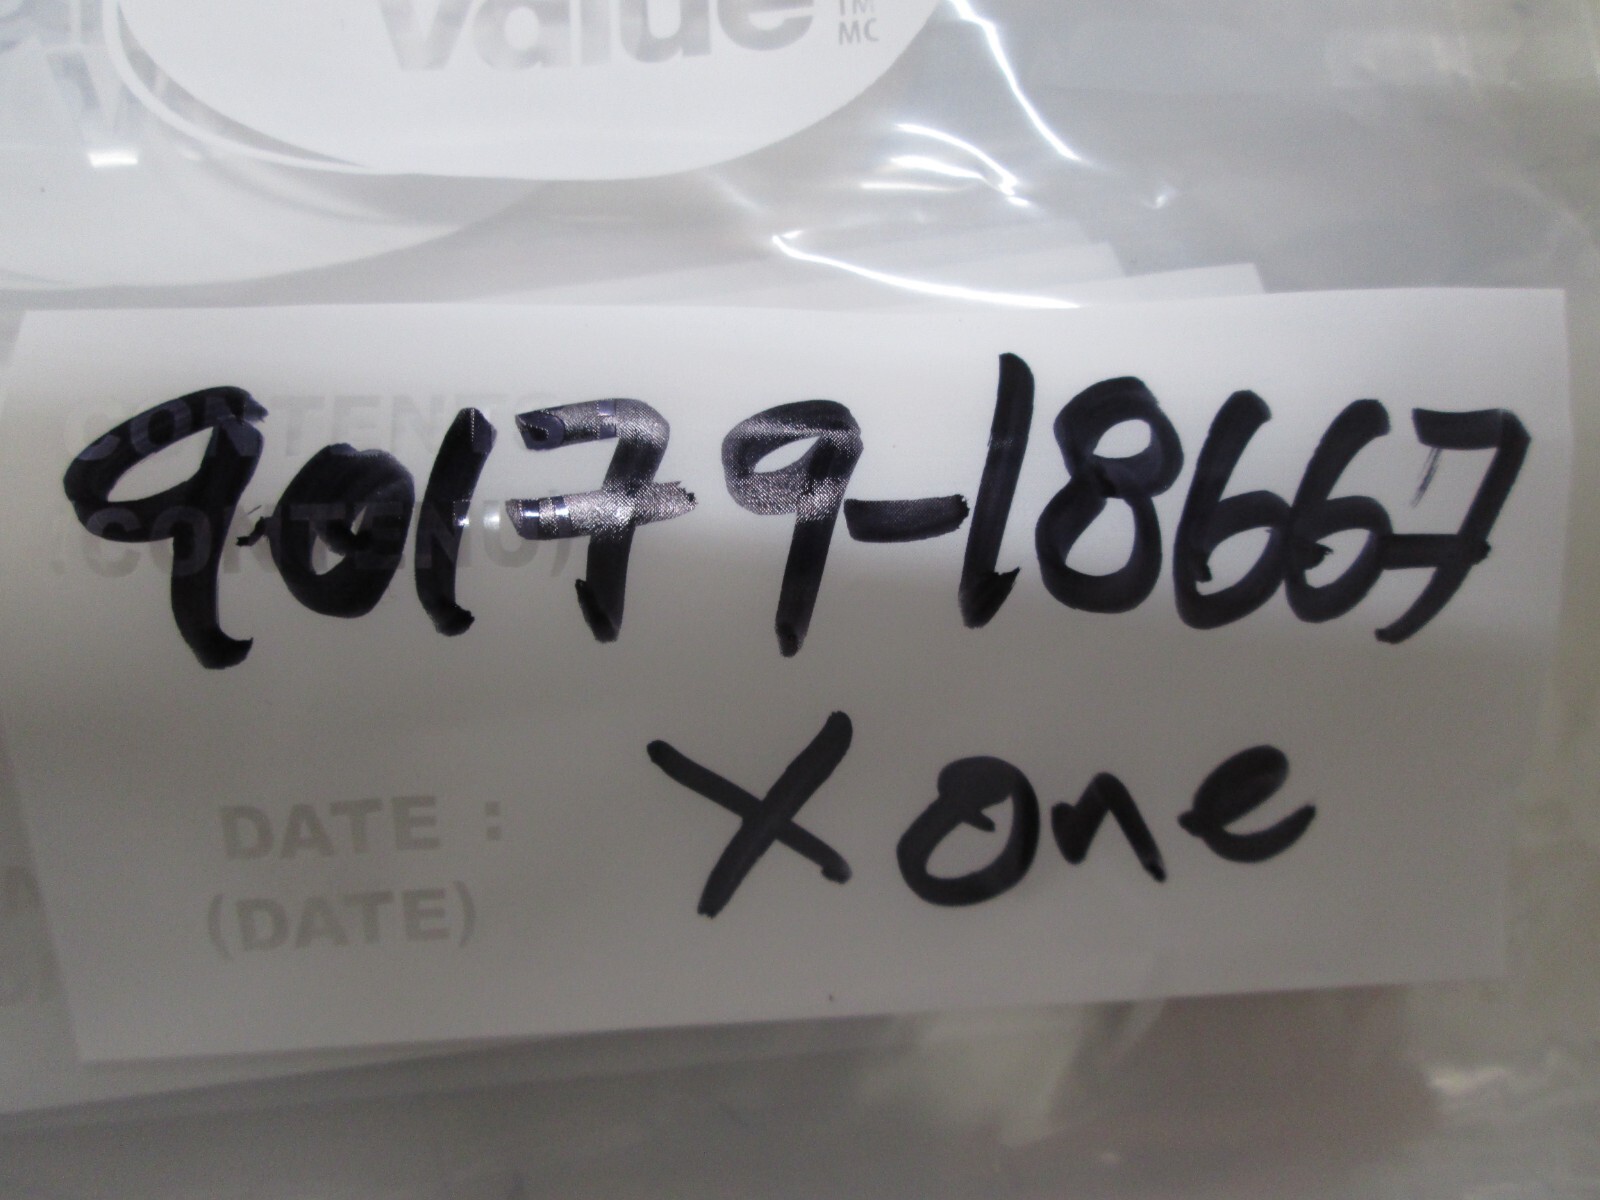 value TM
MC
CONTENTS:
(CONTENU)
90179-18667
DATE :
(DATE)
X one